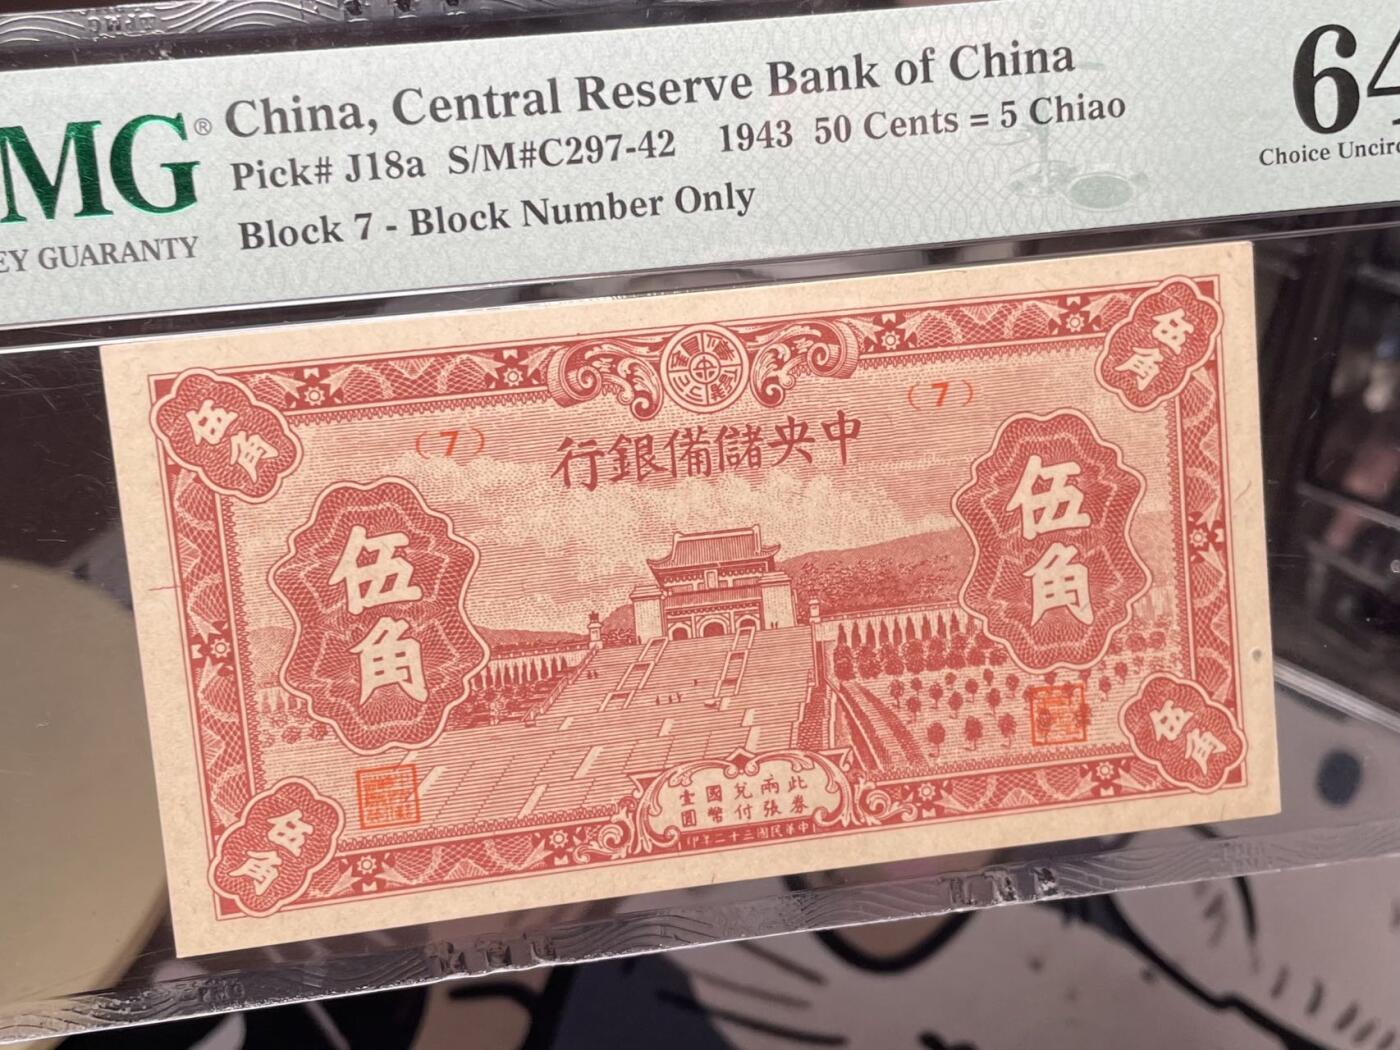 MG® China, Central Reserve Bank of China 64
Pick# J18a S/M#C297-42 1943 50 Cents = 5 Chiao
Choice Uncirc
EY GUARANTY Block 7 - Block Number Only
伍角
伍角
(7)
(7)
中央儲備銀行
伍角
伍角
此券兩張兌付國幣壹圓
中華民國三十二年印
伍角
伍角